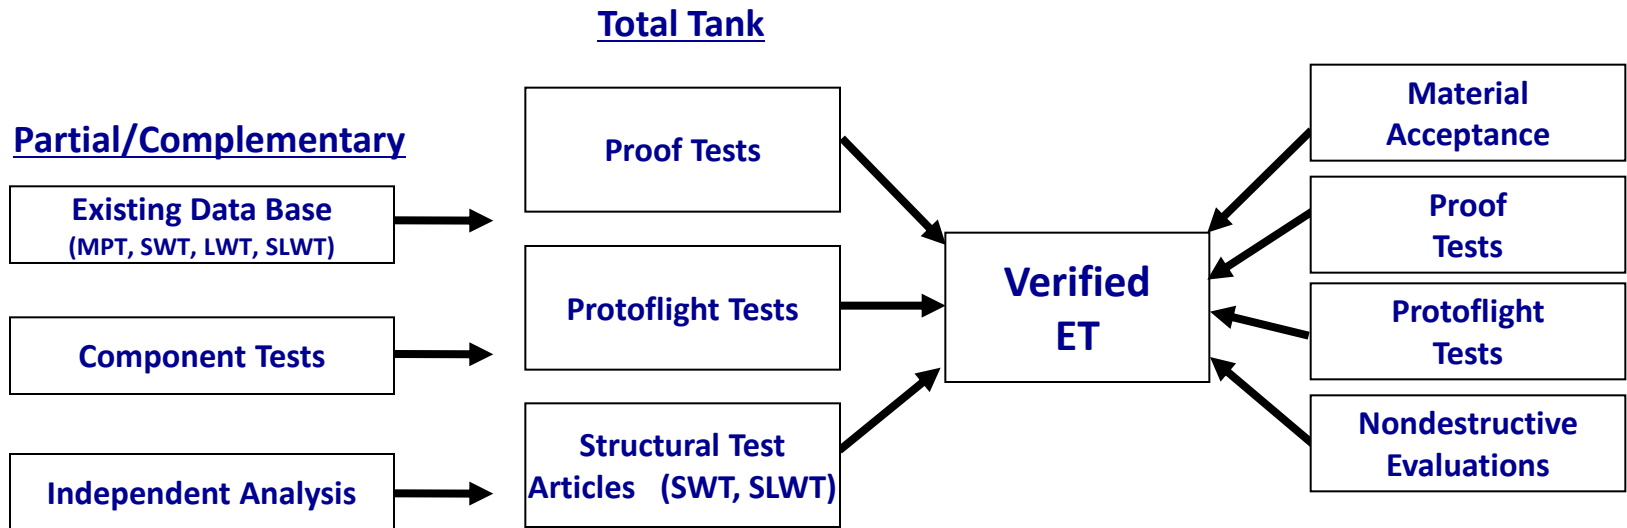 Total Tank
Partial/Complementary
Existing Data Base
(MPT, SWT, LWT, SLWT)
Component Tests
Independent Analysis
Proof Tests
Protoflight Tests
Structural Test
Articles (SWT, SLWT)
Verified
ET
Material
Acceptance
Proof
Tests
Protoflight
Tests
Nondestructive
Evaluations